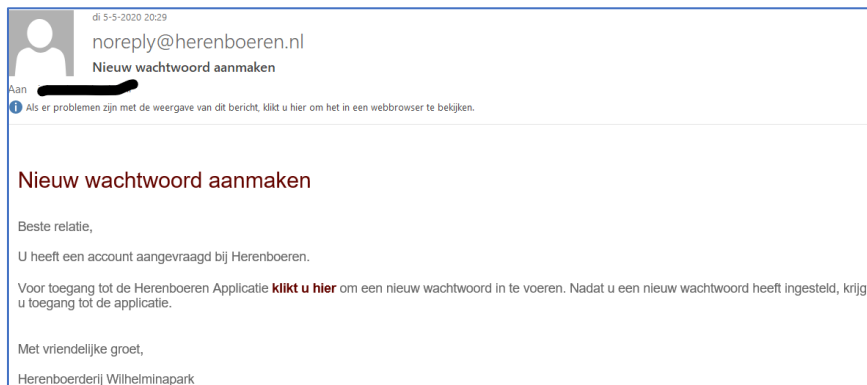 di 5-5-2020 20:29
noreply@herenboeren.nl
Nieuw wachtwoord aanmaken
Aan
Als er problemen zijn met de weergave van dit bericht, klikt u hier om het in een webbrowser te bekijken.
Nieuw wachtwoord aanmaken
Beste relatie,
U heeft een account aangevraagd bij Herenboeren.
Voor toegang tot de Herenboeren Applicatie klikt u hier om een nieuw wachtwoord in te voeren. Nadat u een nieuw wachtwoord heeft ingesteld, krijg
u toegang tot de applicatie.
Met vriendelijke groet,
Herenboerderij Wilhelminapark